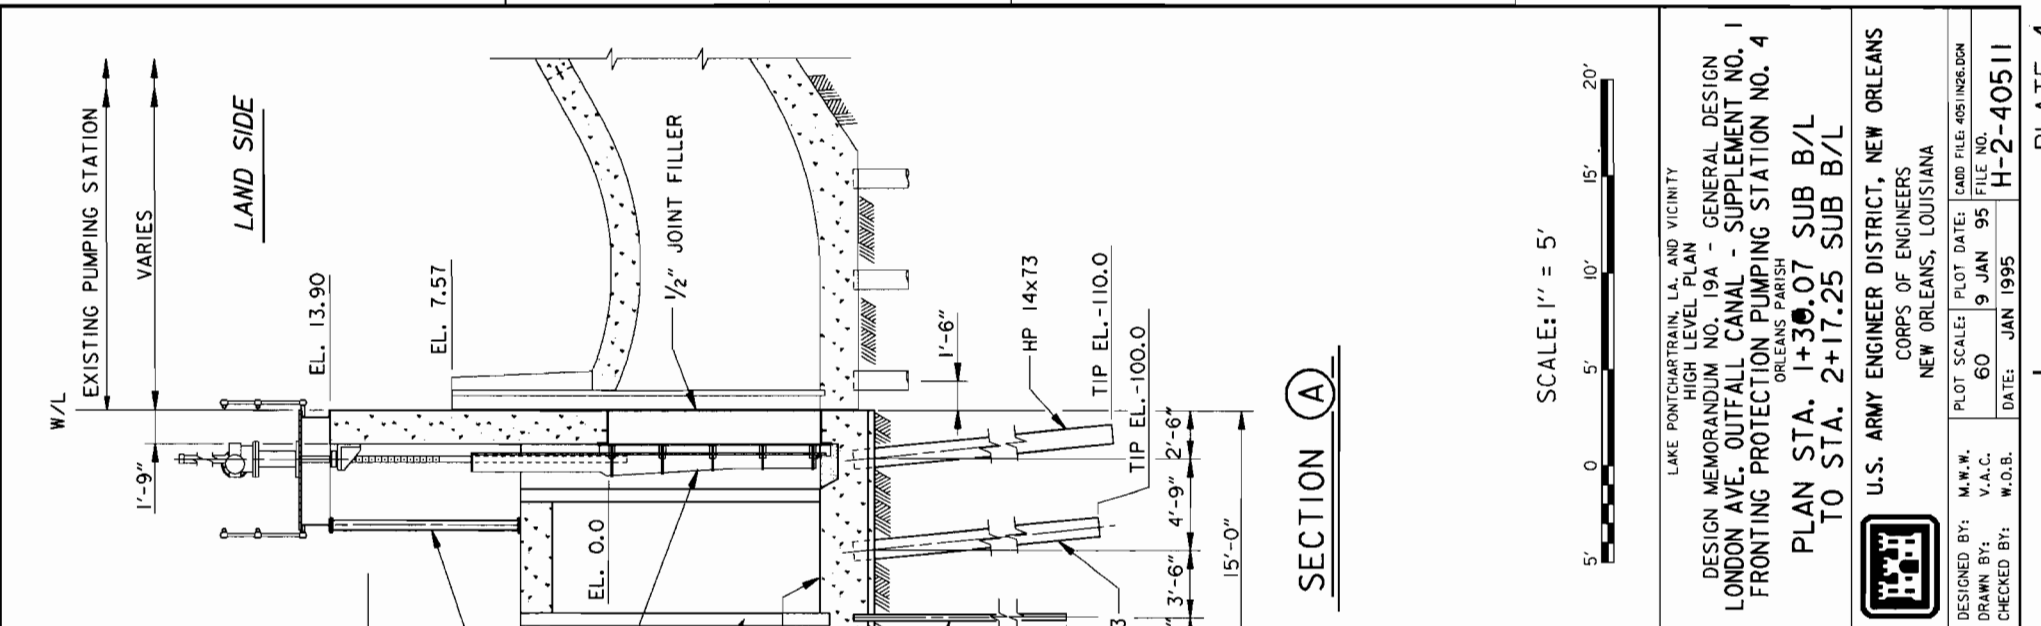 W/L
EXISTING PUMPING STATION
VARIES
1'-9"
LAND SIDE
EL. 13.90
EL. 7.57
EL. 0.0
1/2" JOINT FILLER
1'-6"
HP 14x73
TIP EL.-110.0
TIP EL.-100.0
2'-6"
4'-9"
3'-6"
15'-0"
3
SECTION A
SCALE: 1" = 5'
5' 0 5' 10' 15' 20'
LAKE PONTCHARTRAIN, LA. AND VICINITY
HIGH LEVEL PLAN
DESIGN MEMORANDUM NO. 19A - GENERAL DESIGN
LONDON AVE. OUTFALL CANAL - SUPPLEMENT NO. 1
FRONTING PROTECTION PUMPING STATION NO. 4
ORLEANS PARISH
PLAN STA. 1+30.07 SUB B/L
TO STA. 2+17.25 SUB B/L
U.S. ARMY ENGINEER DISTRICT, NEW ORLEANS
CORPS OF ENGINEERS
NEW ORLEANS, LOUISIANA
DESIGNED BY: M.W.W.
DRAWN BY: V.A.C.
CHECKED BY: W.O.B.
PLOT SCALE: 60
PLOT DATE: 9 JAN 95
CADD FILE: 40511N26.DGN
DATE: JAN 1995
FILE NO.
H-2-40511
PLATE 4